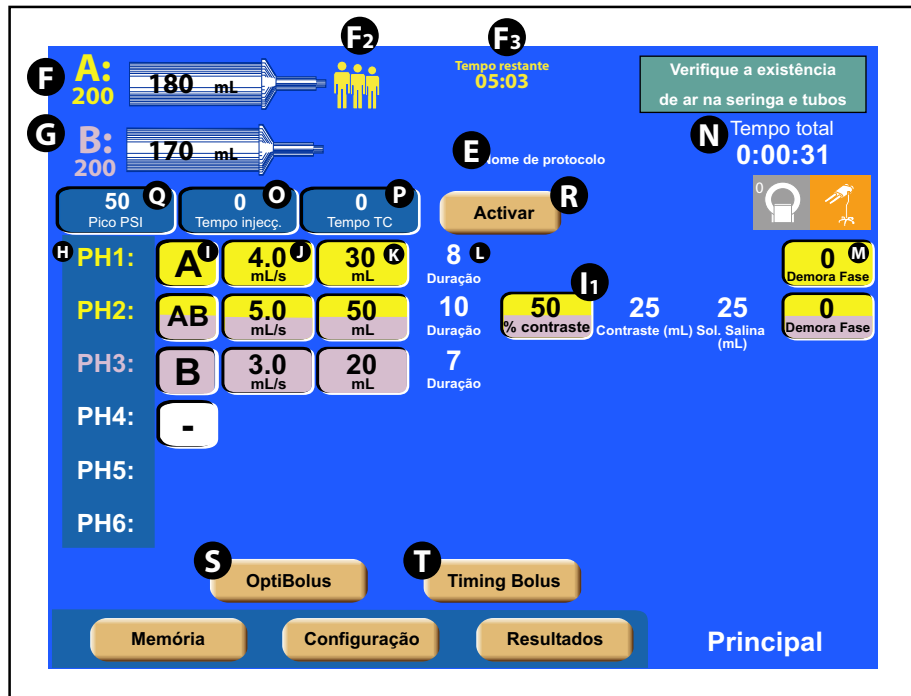 F
A:
200
180 mL
F2
F3
Tempo restante
05:03
Verifique a existência
de ar na seringa e tubos
G
B:
200
170 mL
E
Nome de protocolo
N
Tempo total
0:00:31
50
Pico PSI
Q
0
Tempo injecç.
O
0
Tempo TC
P
Activar
R
0
H
PH1:
A
I
4.0
mL/s
J
30
mL
K
8
Duração
L
0
Demora Fase
M
PH2:
AB
5.0
mL/s
50
mL
10
Duração
50
% contraste
I1
25
Contraste (mL)
25
Sol. Salina
(mL)
0
Demora Fase
PH3:
B
3.0
mL/s
20
mL
7
Duração
PH4:
-
PH5:
PH6:
S
OptiBolus
T
Timing Bolus
Memória
Configuração
Resultados
Principal